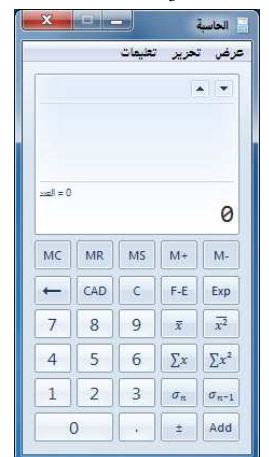 الحاسبة
عرض تحرير تعليمات
0 = العدد
0
MC MR MS M+ M-
← CAD C F-E Exp
7 8 9 x̄ x̄²
4 5 6 ∑x ∑x²
1 2 3 σn σn-1
0 . ± Add